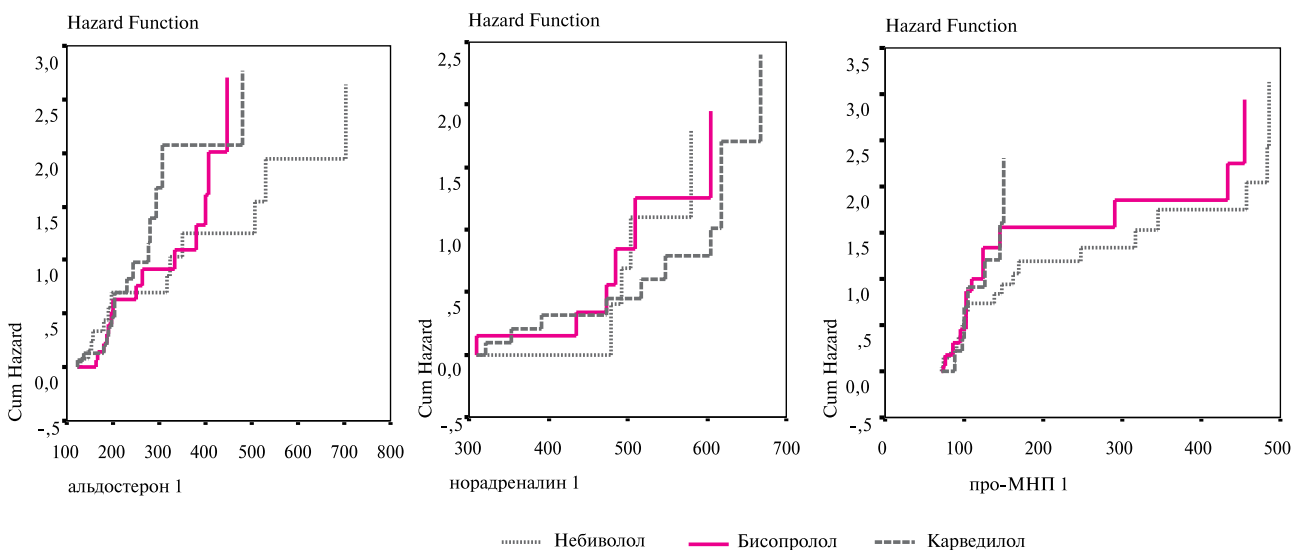 Hazard Function
3,0
2,5
2,0
1,5
1,0
,5
0,0
-,5
Cum Hazard
100 200 300 400 500 600 700 800
альдостерон 1
Hazard Function
2,5
2,0
1,5
1,0
,5
0,0
-,5
Cum Hazard
300 400 500 600 700
норадреналин 1
Hazard Function
3,5
3,0
2,5
2,0
1,5
1,0
,5
0,0
-,5
Cum Hazard
0 100 200 300 400 500
про-МНП 1
Небиволол Бисопролол Карведилол